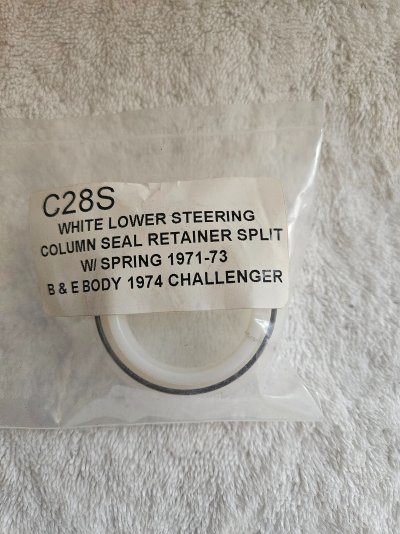 C28S
WHITE LOWER STEERING
COLUMN SEAL RETAINER SPLIT
W/ SPRING 1971-73
B & E BODY 1974 CHALLENGER